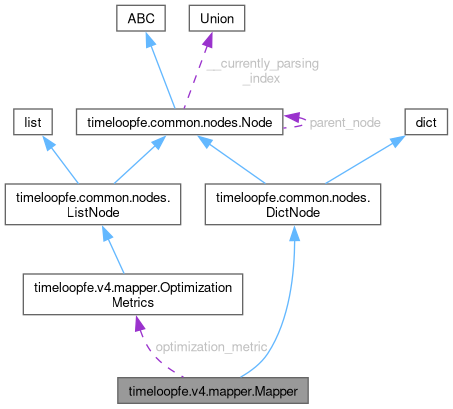 ABC
Union
__currently_parsing
_index
timeloopfe.common.nodes.Node
parent_node
list
dict
timeloopfe.common.nodes.
ListNode
timeloopfe.common.nodes.
DictNode
timeloopfe.v4.mapper.Optimization
Metrics
optimization_metric
timeloopfe.v4.mapper.Mapper